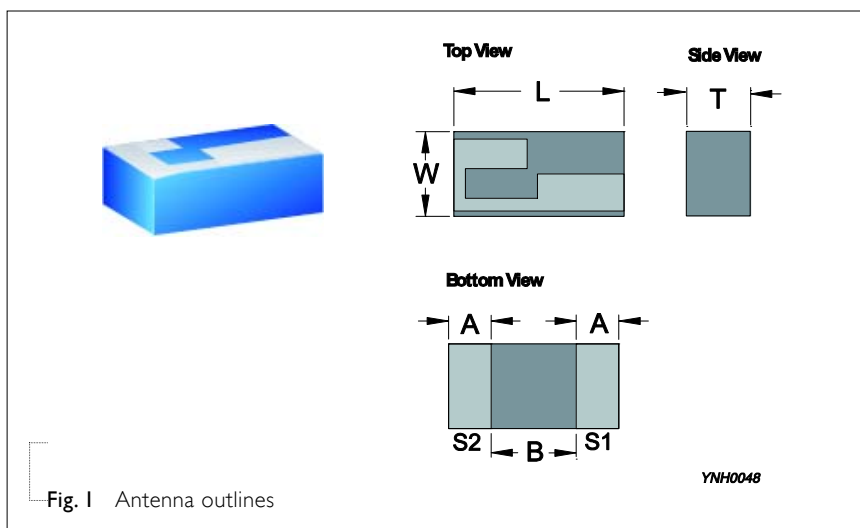 Top View
Side View
L
T
W
Bottom View
A
A
S2
B
S1
YNH0048
Fig. 1 Antenna outlines